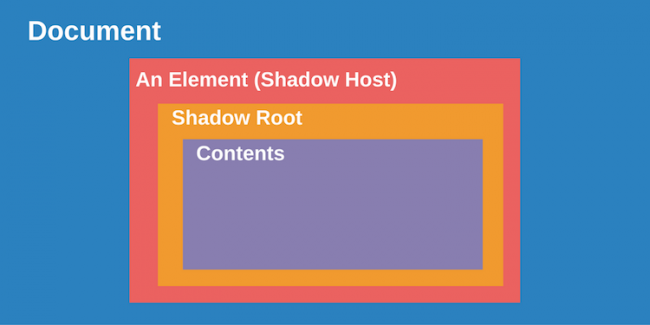 Document
An Element (Shadow Host)
Shadow Root
Contents